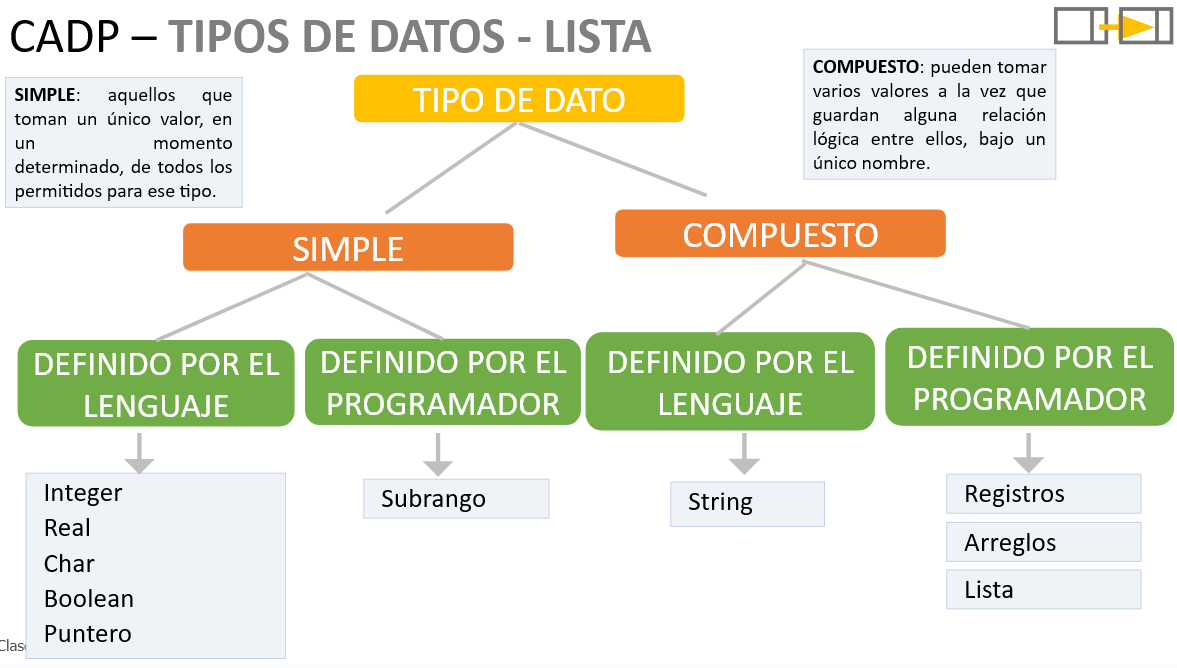 CADP – TIPOS DE DATOS - LISTA
SIMPLE: aquellos que
toman un único valor, en
un momento
determinado, de todos los
permitidos para ese tipo.
TIPO DE DATO
COMPUESTO: pueden tomar
varios valores a la vez que
guardan alguna relación
lógica entre ellos, bajo un
único nombre.
SIMPLE
COMPUESTO
DEFINIDO POR EL
LENGUAJE
DEFINIDO POR EL
PROGRAMADOR
DEFINIDO POR EL
LENGUAJE
DEFINIDO POR EL
PROGRAMADOR
Integer
Real
Char
Boolean
Puntero
Subrango
String
Registros
Arreglos
Lista